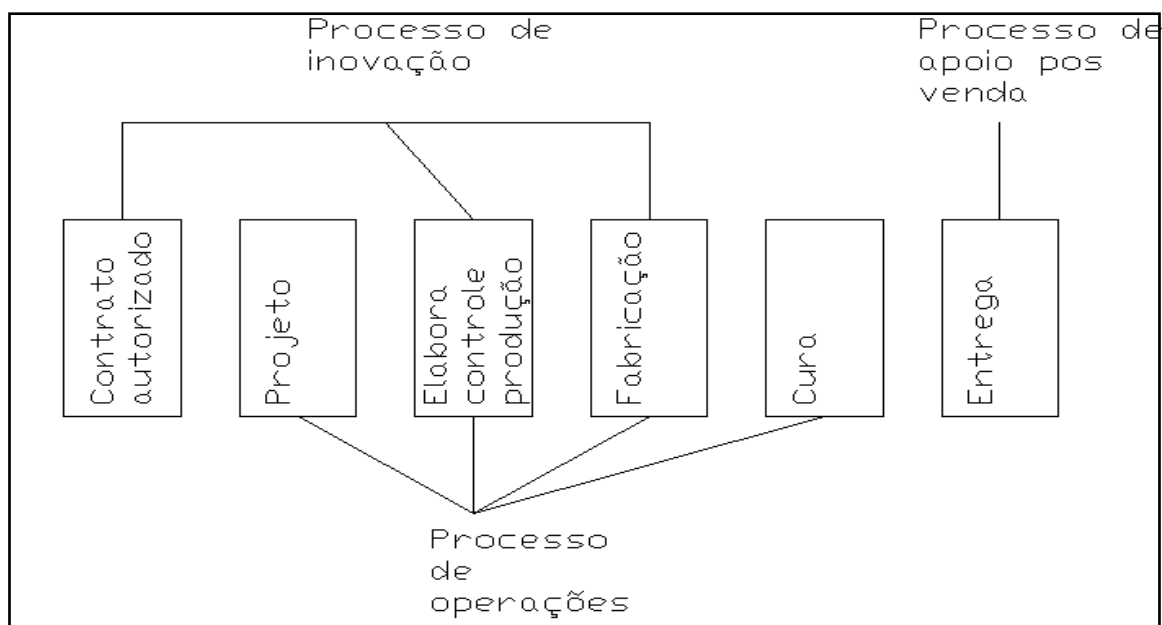 Processo de
inovação
Processo de
apoio pos
venda
Contrato
autorizado
Projeto
Elabora
controle
produção
Fabricação
Cura
Entrega
Processo
de
operações